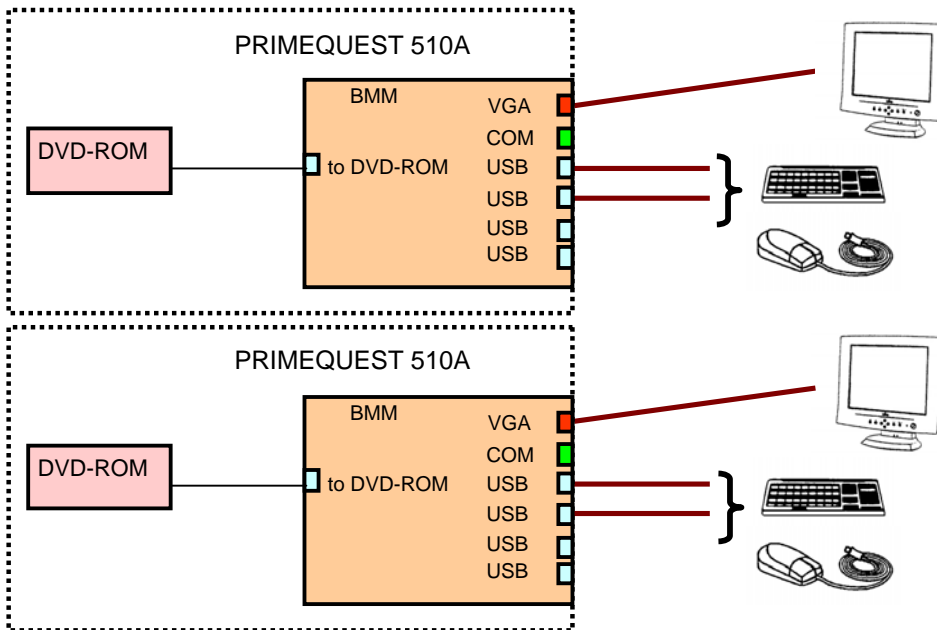 PRIMEQUEST 510A
BMM
VGA
COM
DVD-ROM
to DVD-ROM
USB
USB
USB
USB
PRIMEQUEST 510A
BMM
VGA
COM
DVD-ROM
to DVD-ROM
USB
USB
USB
USB